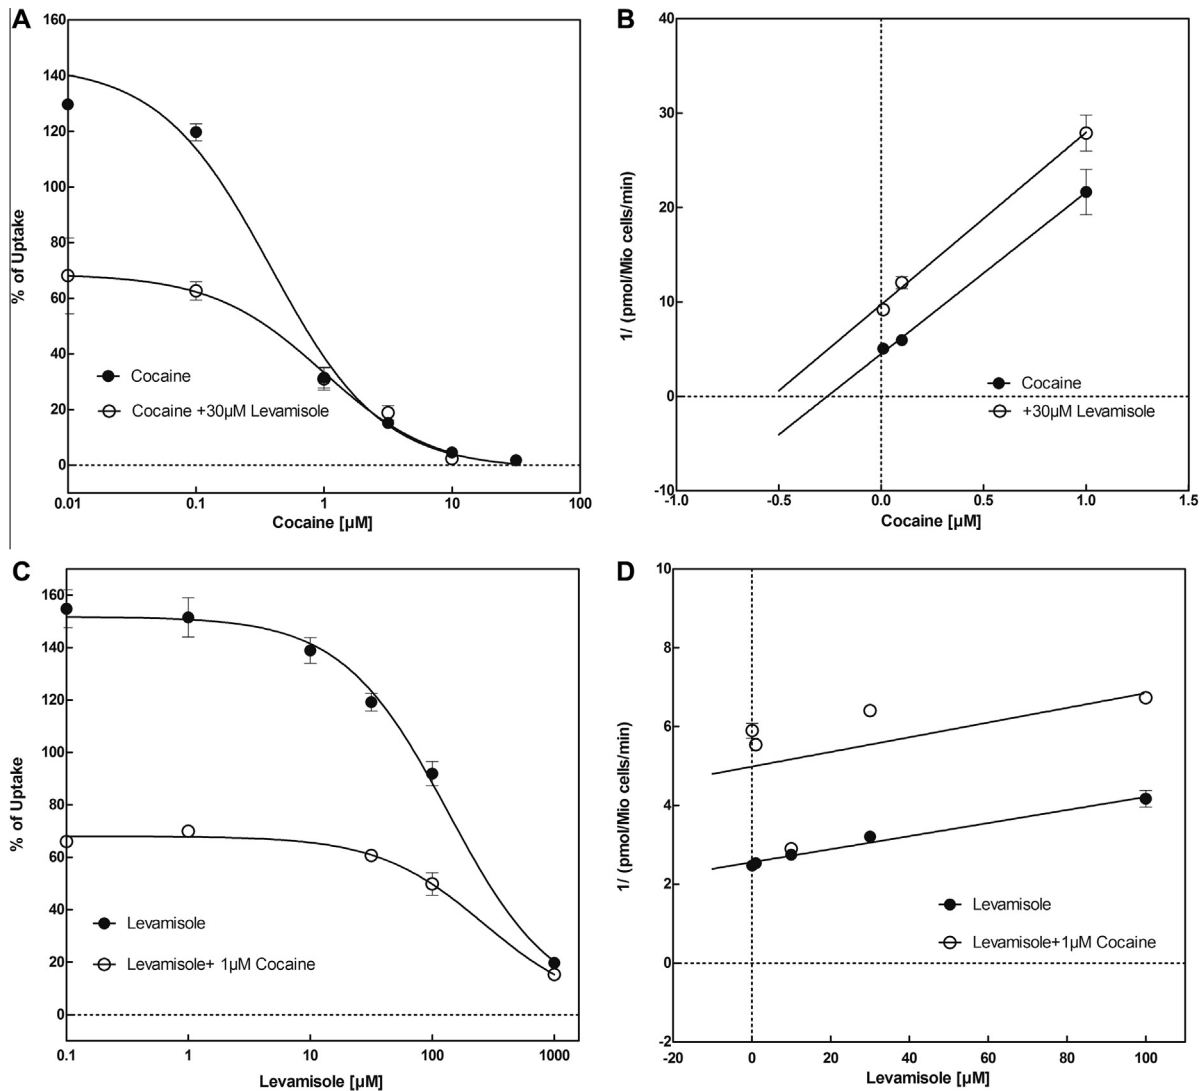 A
160
140
120
100
80
60
40
20
0
% of Uptake
Cocaine
Cocaine +30µM Levamisole
0.01 0.1 1 10 100
Cocaine [µM]
B
40
30
20
10
0
-10
1/ (pmol/Mio cells/min)
Cocaine
+30µM Levamisole
-1.0 -0.5 0.0 0.5 1.0 1.5
Cocaine [µM]
C
160
140
120
100
80
60
40
20
0
% of Uptake
Levamisole
Levamisole+ 1µM Cocaine
0.1 1 10 100 1000
Levamisole [µM]
D
10
8
6
4
2
0
-2
1/ (pmol/Mio cells/min)
Levamisole
Levamisole+1µM Cocaine
-20 0 20 40 60 80 100
Levamisole [µM]